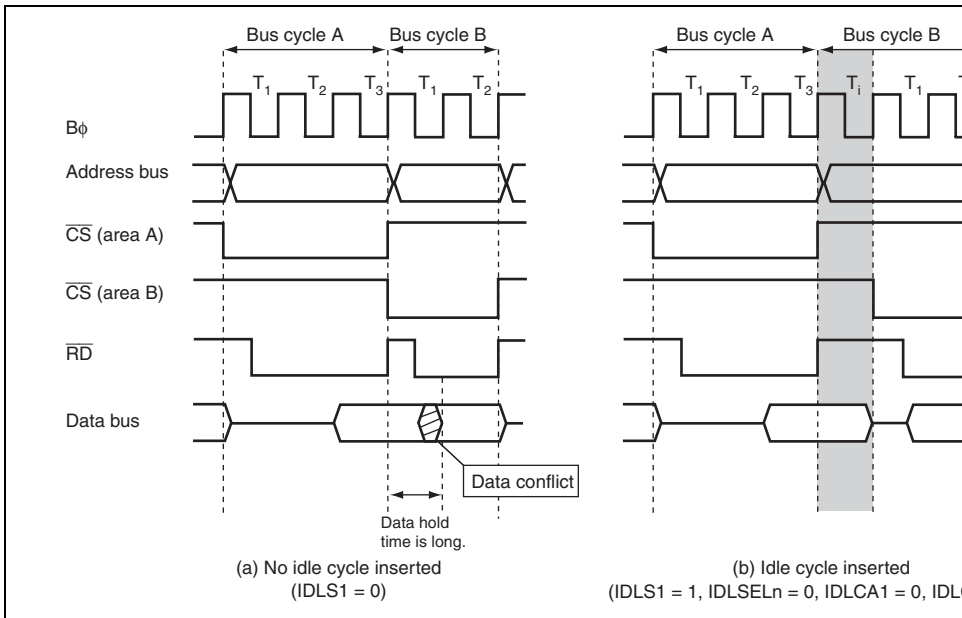 Bus cycle A Bus cycle B Bus cycle A Bus cycle B
T1 T2 T3 T1 T2 T1 T2 T3 Ti T1
Bφ
Address bus
CS (area A)
CS (area B)
RD
Data bus
Data conflict
Data hold
time is long.
(a) No idle cycle inserted
(IDLS1 = 0)
(b) Idle cycle inserted
(IDLS1 = 1, IDLSELn = 0, IDLCA1 = 0,